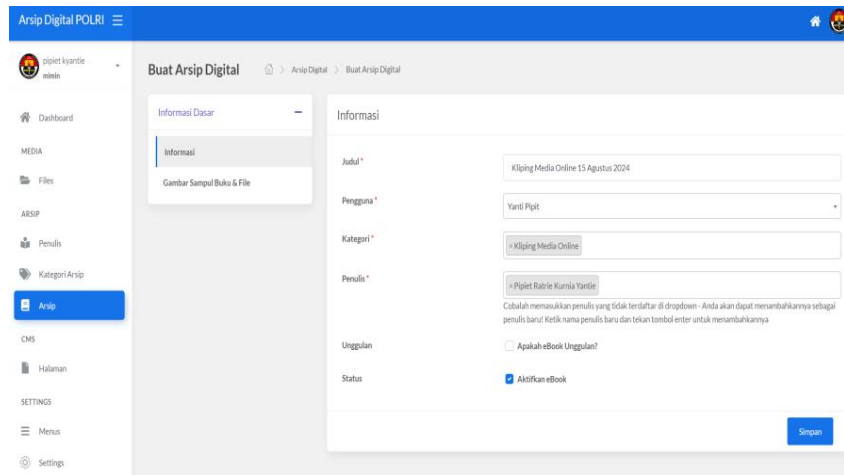 Arsip Digital POLRI
pipiet kyantie
mimin
Dashboard
MEDIA
Files
ARSIP
Penulis
Kategori Arsip
Arsip
CMS
Halaman
SETTINGS
Menus
Settings
Buat Arsip Digital
Arsip Digital > Buat Arsip Digital
Informasi Dasar
Informasi
Gambar Sampul Buku & File
Informasi
Judul *
Kliping Media Online 15 Agustus 2024
Pengguna *
Yanti Pipit
Kategori *
×Kliping Media Online
Penulis *
×Pipiet Ratrie Kurnia Yantie
Cobalah memasukkan penulis yang tidak terdaftar di dropdown - Anda akan dapat menambahkannya sebagai
penulis baru! Ketik nama penulis baru dan tekan tombol enter untuk menambahkannya
Unggulan
Apakah eBook Unggulan?
Status
Aktifkan eBook
Simpan